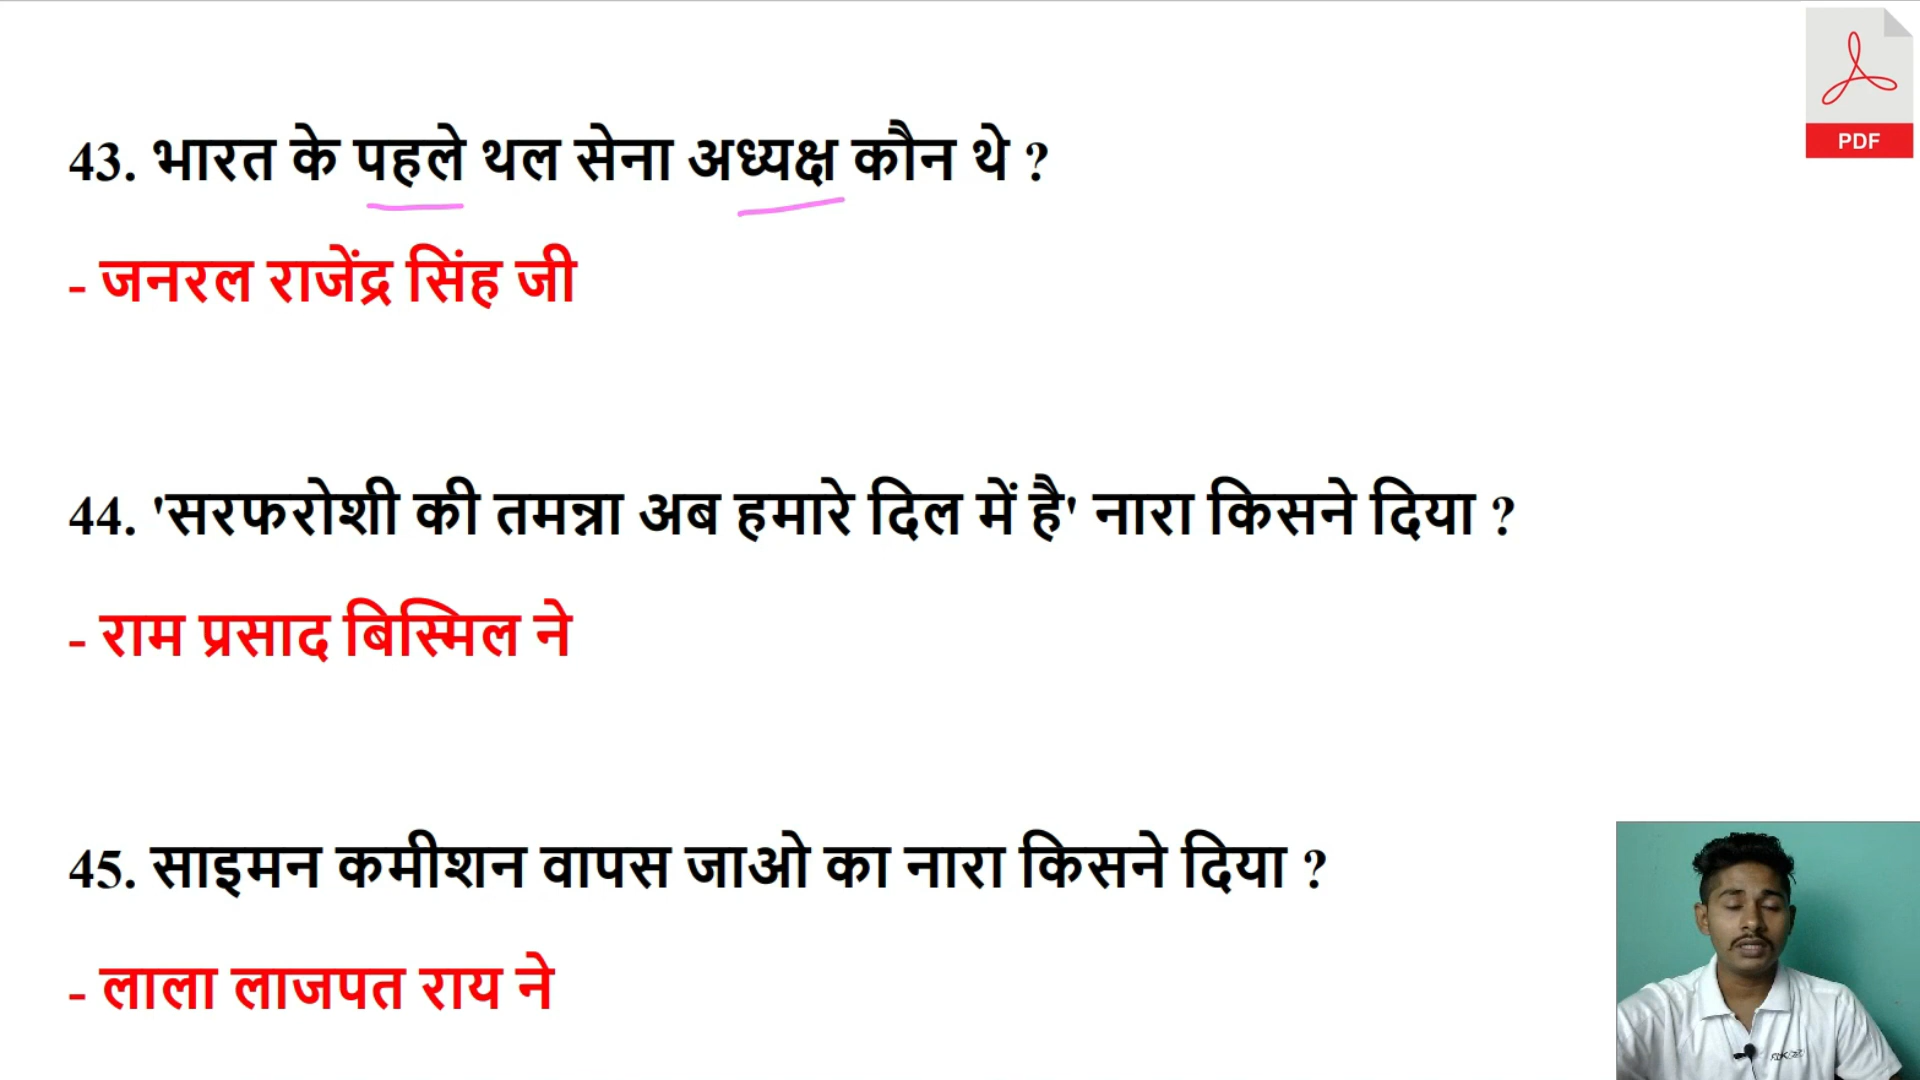 PDF
43. भारत के पहले थल सेना अध्यक्ष कौन थे ?
- जनरल राजेंद्र सिंह जी
44. 'सरफरोशी की तमन्ना अब हमारे दिल में है' नारा किसने दिया ?
- राम प्रसाद बिस्मिल ने
45. साइमन कमीशन वापस जाओ का नारा किसने दिया ?
- लाला लाजपत राय ने